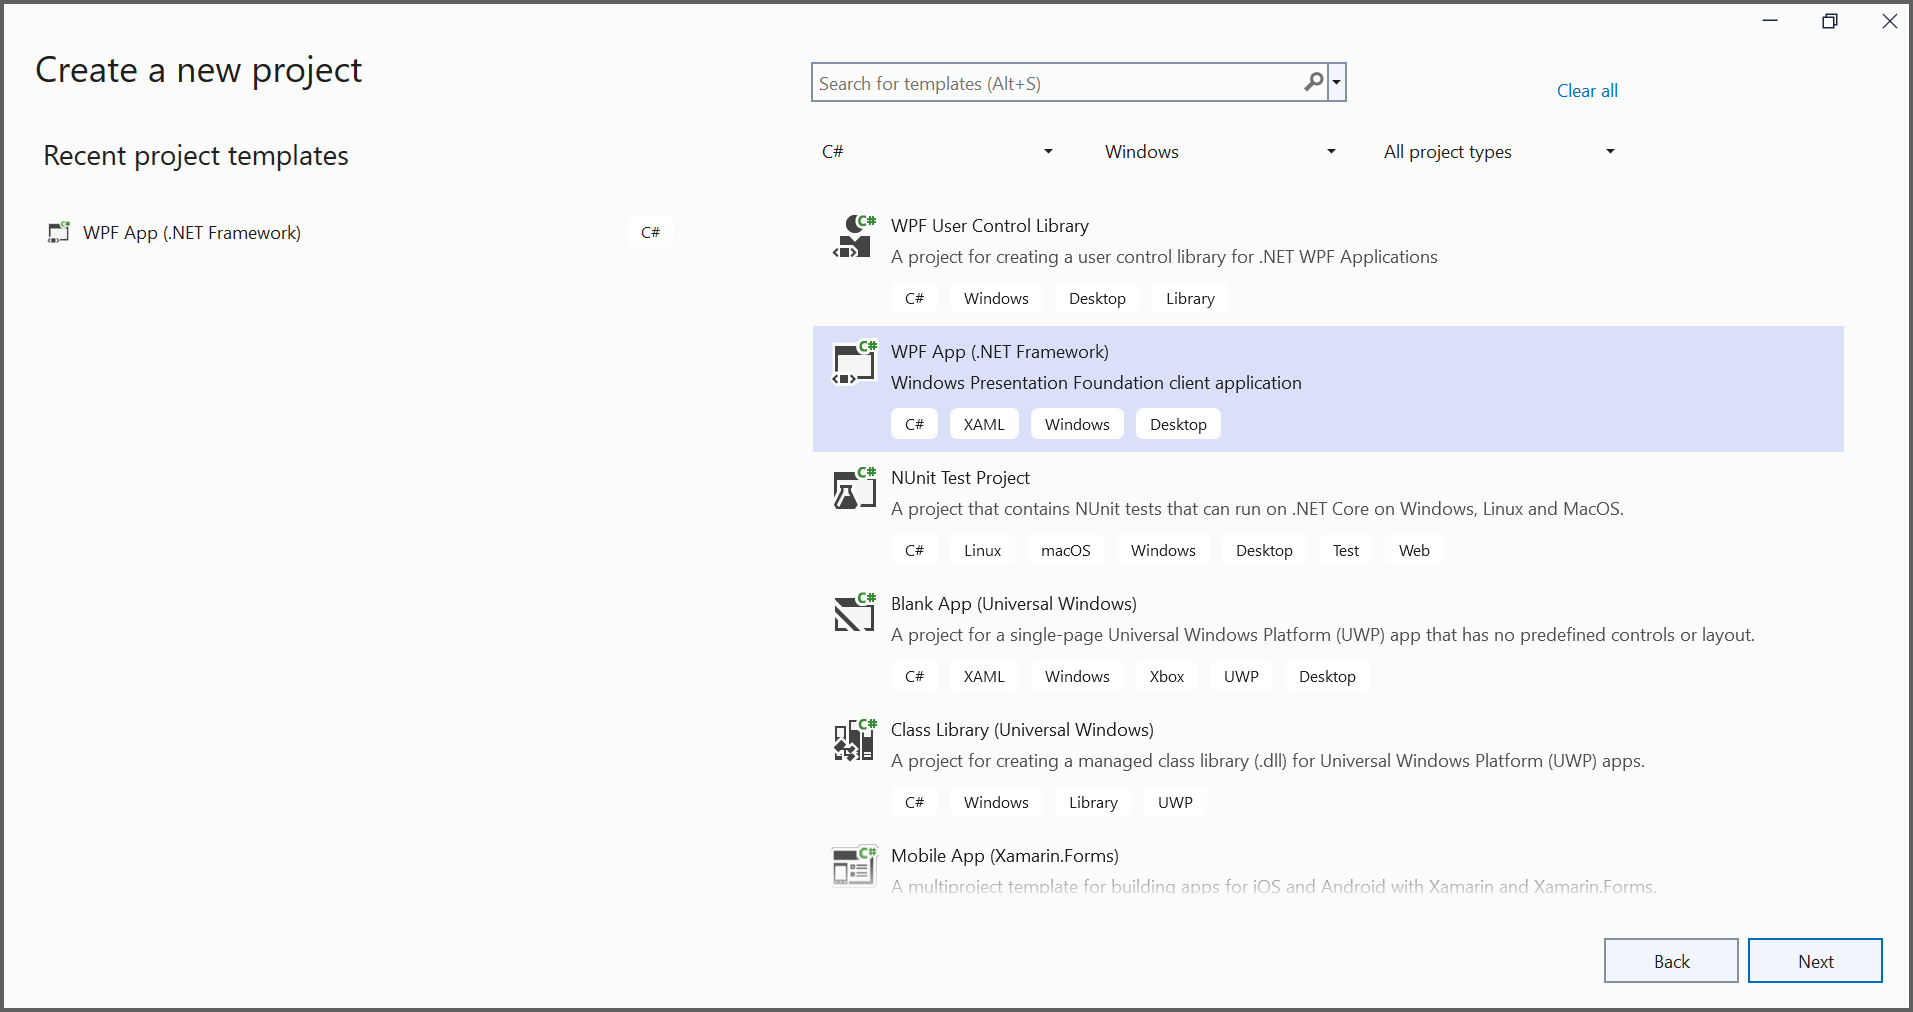 Create a new project
Search for templates (Alt+S)
Clear all
Recent project templates
C# Windows All project types
WPF App (.NET Framework) C#
WPF User Control Library
A project for creating a user control library for .NET WPF Applications
C# Windows Desktop Library
WPF App (.NET Framework)
Windows Presentation Foundation client application
C# XAML Windows Desktop
NUnit Test Project
A project that contains NUnit tests that can run on .NET Core on Windows, Linux and MacOS.
C# Linux macOS Windows Desktop Test Web
Blank App (Universal Windows)
A project for a single-page Universal Windows Platform (UWP) app that has no predefined controls or layout.
C# XAML Windows Xbox UWP Desktop
Class Library (Universal Windows)
A project for creating a managed class library (.dll) for Universal Windows Platform (UWP) apps.
C# Windows Library UWP
Mobile App (Xamarin.Forms)
A multiproject template for building apps for iOS and Android with Xamarin and Xamarin.Forms.
Back Next